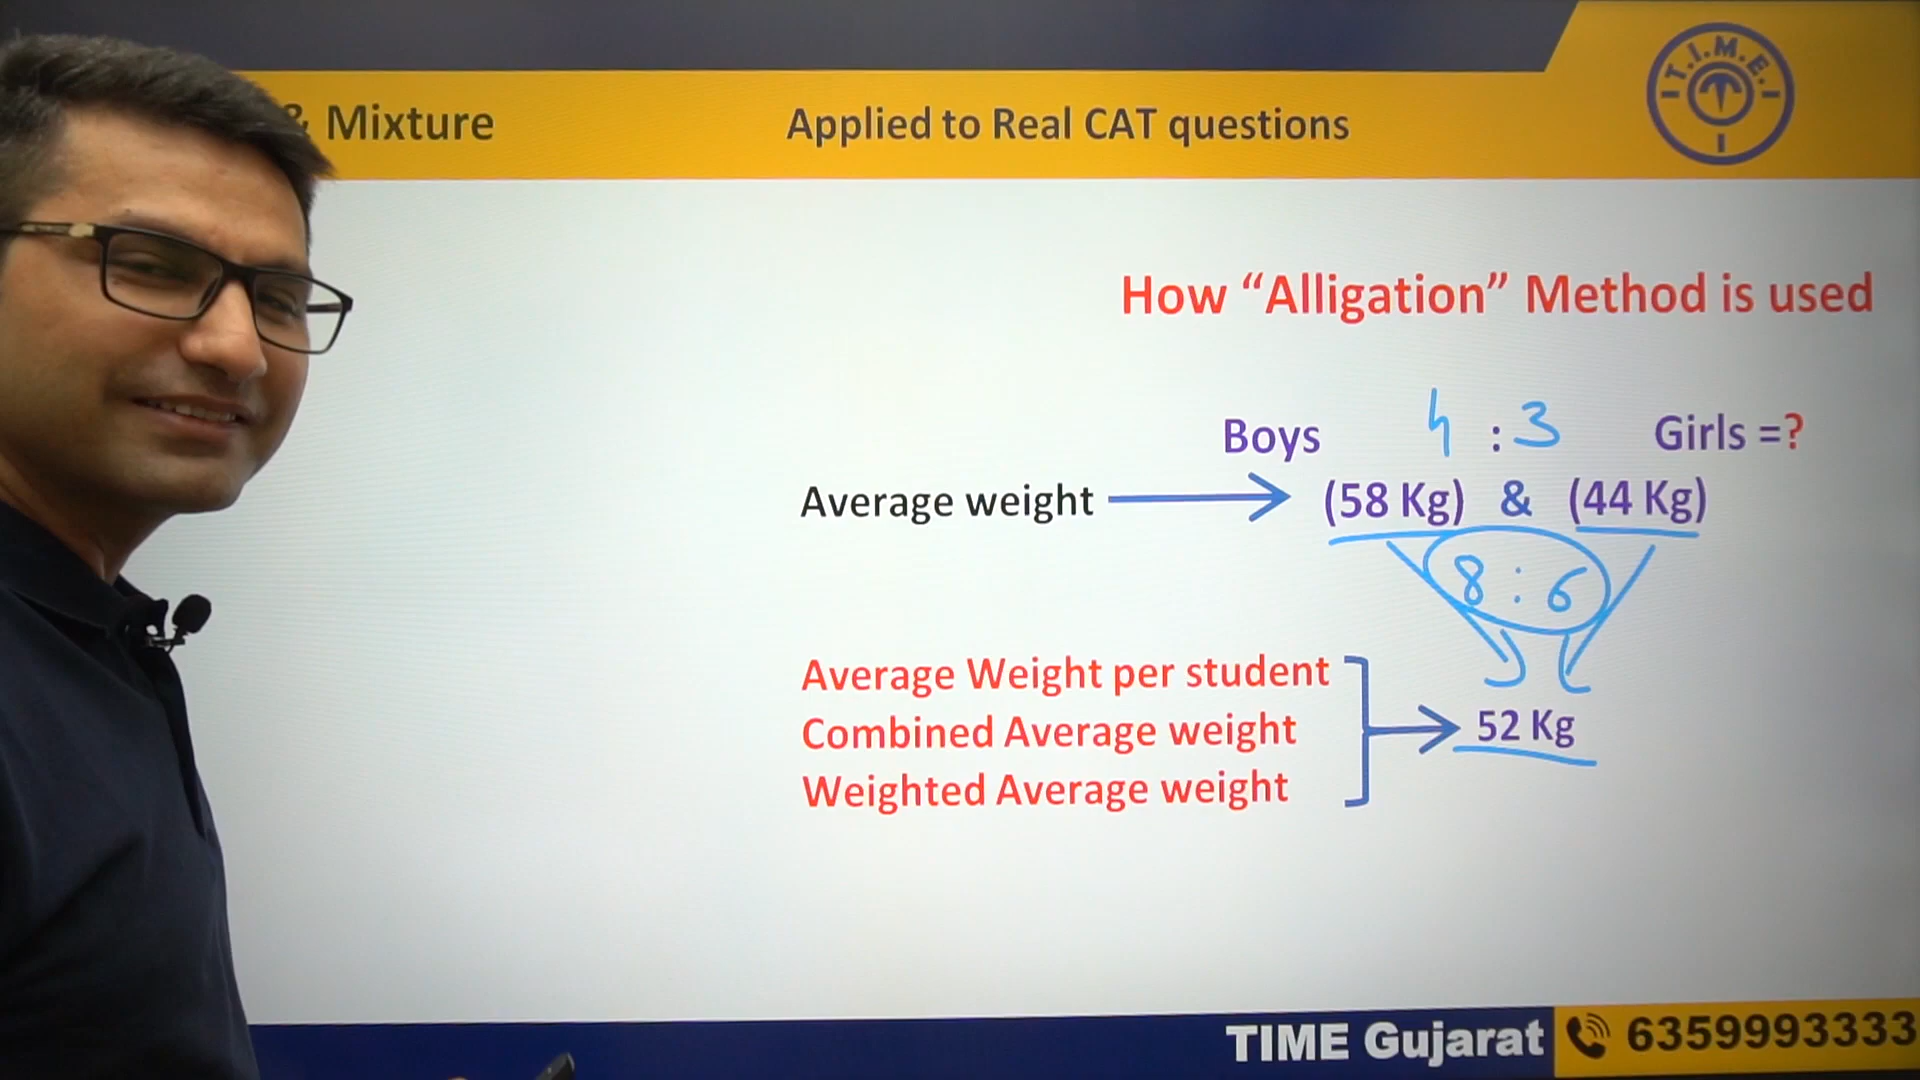 & Mixture
Applied to Real CAT questions
T.I.M.E.
How “Alligation” Method is used
Boys 4 : 3 Girls =?
Average weight (58 Kg) & (44 Kg)
8 : 6
Average Weight per student
Combined Average weight
Weighted Average weight
52 Kg
TIME Gujarat 6359993333